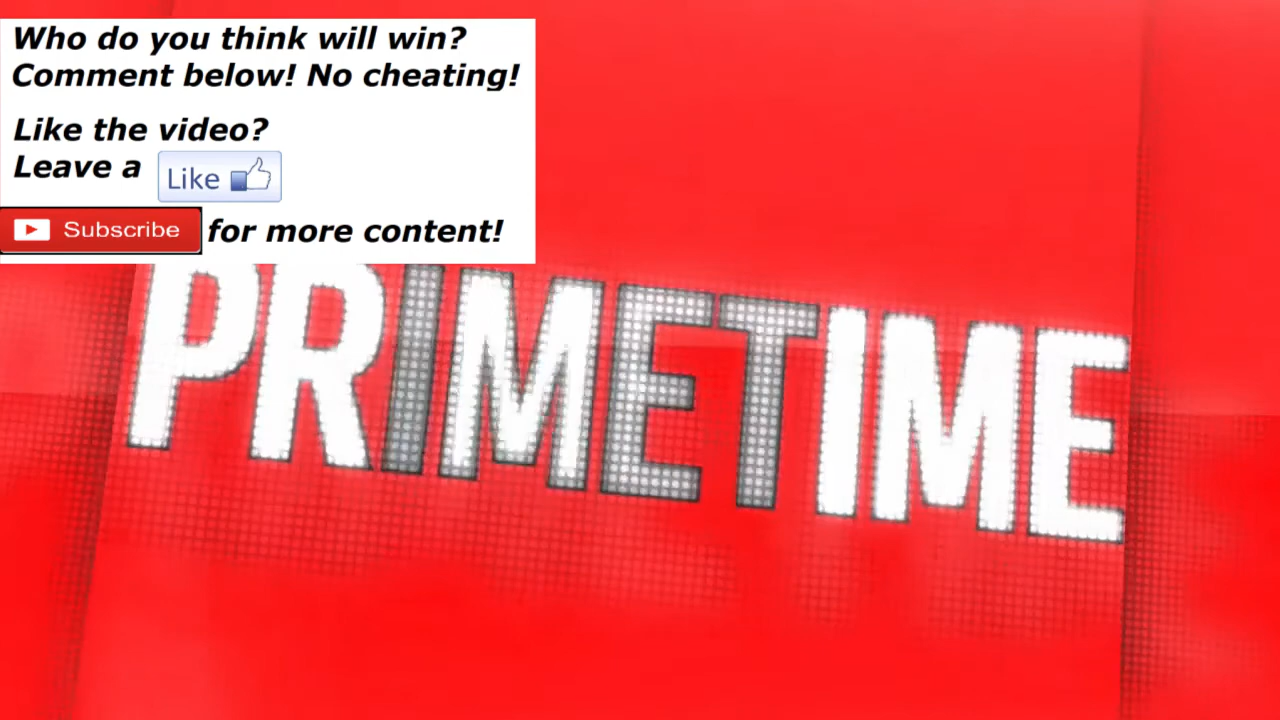 Who do you think will win?
Comment below! No cheating!
Like the video?
Leave a Like
Subscribe for more content!
PRIMETIME